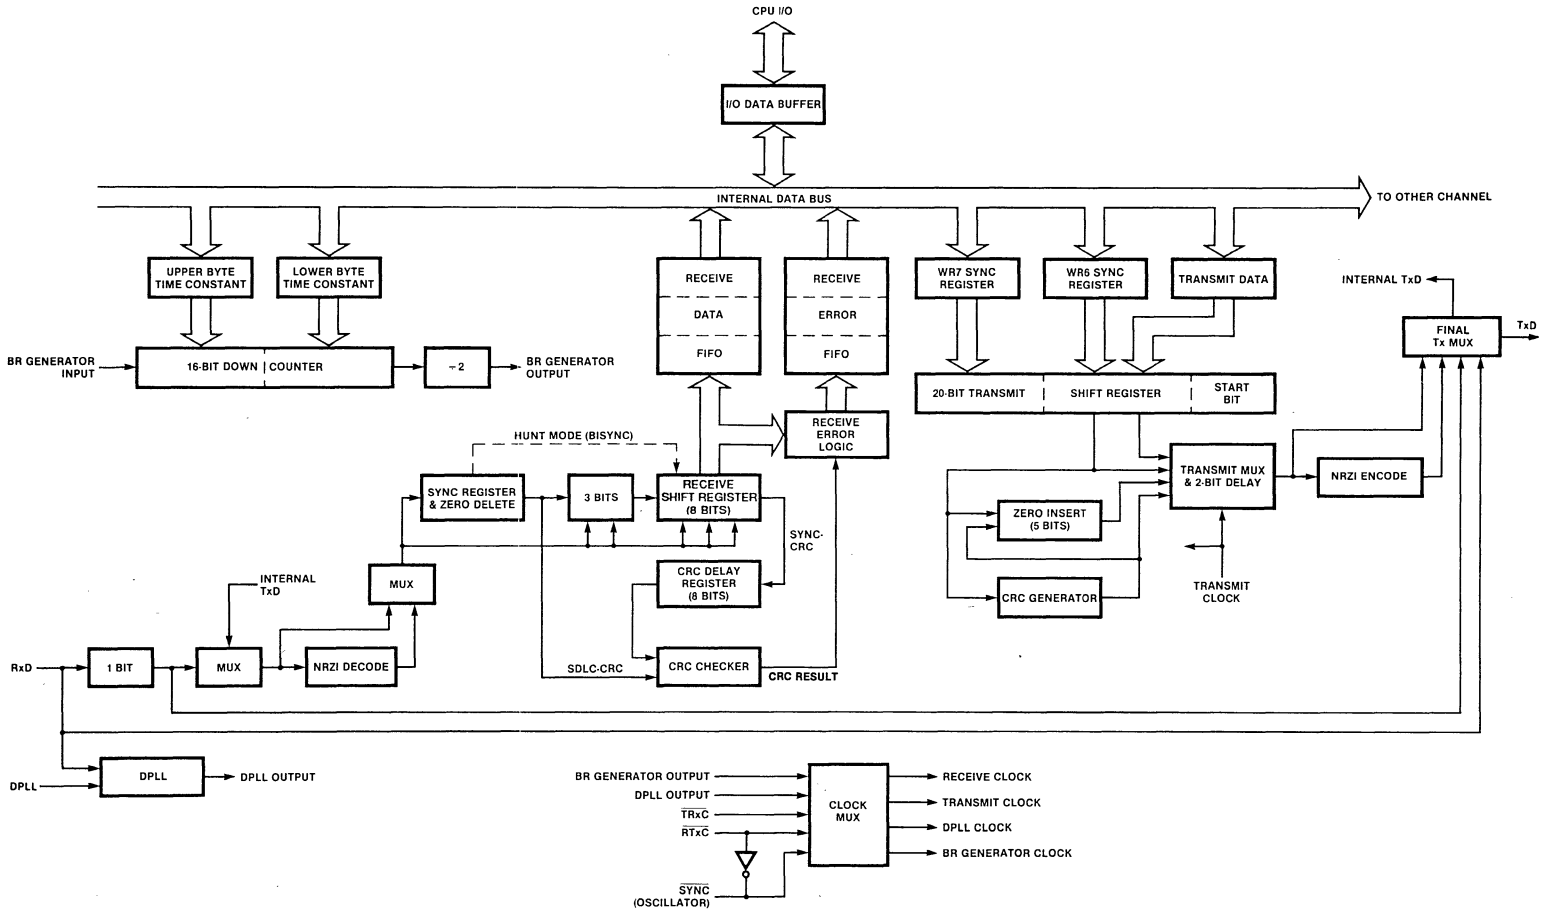 CPU I/O
I/O DATA BUFFER
INTERNAL DATA BUS
TO OTHER CHANNEL
UPPER BYTE
TIME CONSTANT
LOWER BYTE
TIME CONSTANT
RECEIVE
DATA
FIFO
RECEIVE
ERROR
FIFO
WR7 SYNC
REGISTER
WR6 SYNC
REGISTER
TRANSMIT DATA
INTERNAL TxD
FINAL
Tx MUX
TxD
BR GENERATOR
INPUT
16-BIT DOWN
COUNTER
÷2
BR GENERATOR
OUTPUT
20-BIT TRANSMIT
SHIFT REGISTER
START
BIT
RECEIVE
ERROR
LOGIC
HUNT MODE (BISYNC)
SYNC REGISTER
& ZERO DELETE
3 BITS
RECEIVE
SHIFT REGISTER
(8 BITS)
SYNC-
CRC
TRANSMIT MUX
& 2-BIT DELAY
NRZI ENCODE
ZERO INSERT
(5 BITS)
CRC GENERATOR
TRANSMIT
CLOCK
CRC DELAY
REGISTER
(8 BITS)
INTERNAL
TxD
MUX
RxD
1 BIT
MUX
NRZI DECODE
SDLC-CRC
CRC CHECKER
CRC RESULT
DPLL
DPLL
DPLL OUTPUT
BR GENERATOR OUTPUT
DPLL OUTPUT
TRxC
RTxC
SYNC
(OSCILLATOR)
CLOCK
MUX
RECEIVE CLOCK
TRANSMIT CLOCK
DPLL CLOCK
BR GENERATOR CLOCK